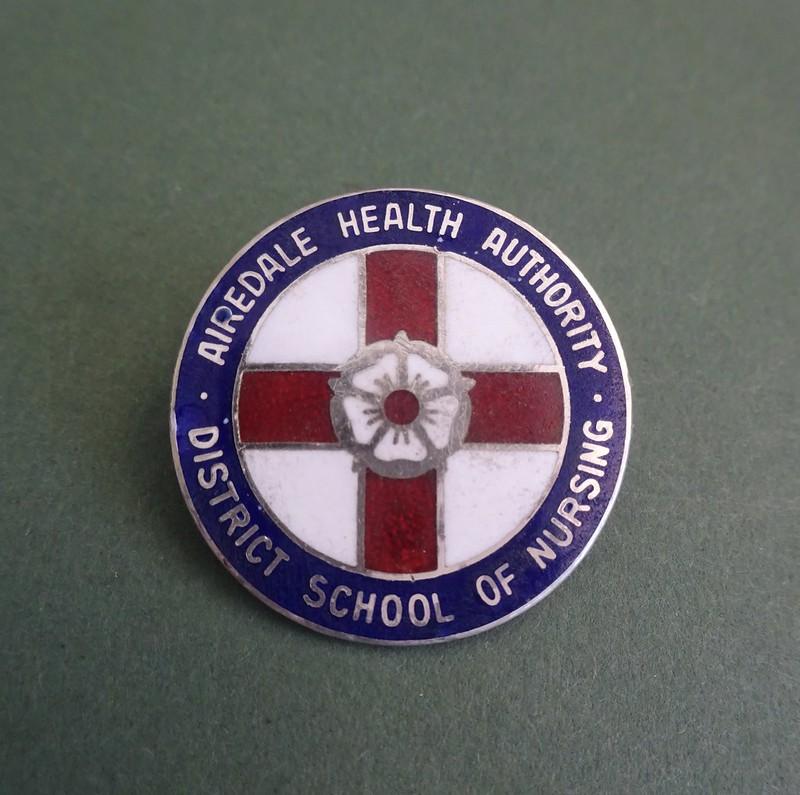 · AIREDALE HEALTH AUTHORITY ·
DISTRICT SCHOOL OF NURSING